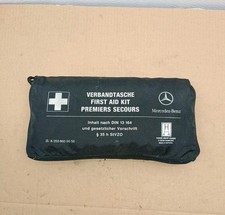 VERBANDTASCHE
FIRST AID KIT
PREMIERS SECOURS
Mercedes-Benz
Inhalt nach DIN 13 164
und gesetzlicher Vorschrift
§ 35 h StVZO